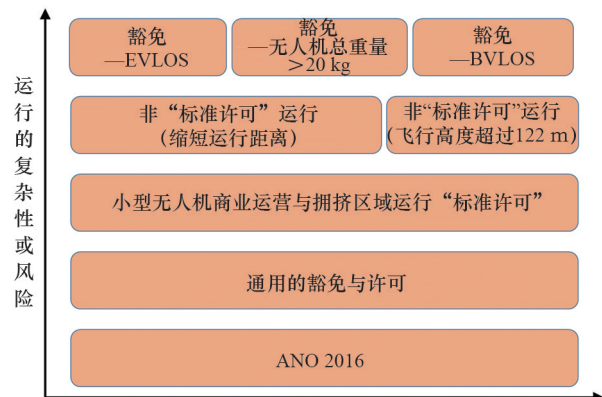 运行的复杂性或风险
豁免
—EVLOS
豁免
—无人机总重量
＞20 kg
豁免
—BVLOS
非“标准许可”运行
(缩短运行距离)
非“标准许可”运行
(飞行高度超过122 m)
小型无人机商业运营与拥挤区域运行“标准许可”
通用的豁免与许可
ANO 2016